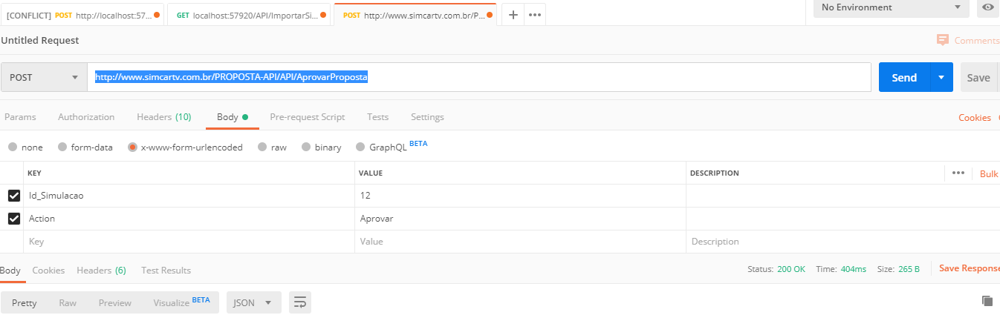 [CONFLICT] POST http://localhost:57... GET localhost:57920/API/ImportarSi... POST http://www.simcartv.com.br/P... No Environment
Untitled Request Comments
POST http://www.simcartv.com.br/PROPOSTA-API/API/AprovarProposta Send Save
Params Authorization Headers (10) Body Pre-request Script Tests Settings Cookies
none form-data x-www-form-urlencoded raw binary GraphQL BETA
KEY VALUE DESCRIPTION Bulk
Id_Simulacao 12
Action Aprovar
Key Value Description
Body Cookies Headers (6) Test Results Status: 200 OK Time: 404ms Size: 265 B Save Response
Pretty Raw Preview Visualize BETA JSON